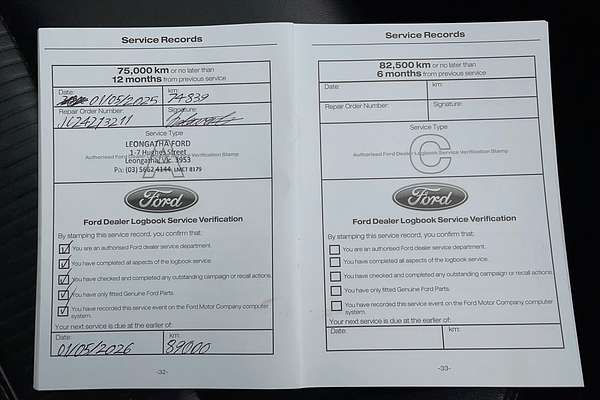 Service Records
75,000 km or no later than
12 months from previous service
Date: 01/05/2025
km: 74839
Repair Order Number:
Signature:
Service Type
A
Authorised Ford Dealer Logbook Service Verification Stamp
LEONGATHA FORD
1-7 Hughes Street
Leongatha, Vic. 3953
Ph: (03) 5662 4144 LMCT 8179
Ford
Ford Dealer Logbook Service Verification
By stamping this service record, you confirm that:
You are an authorised Ford dealer service department.
You have completed all aspects of the logbook service.
You have checked and completed any outstanding campaign or recall actions.
You have only fitted Genuine Ford Parts.
You have recorded this service event on the Ford Motor Company computer
system.
Your next service is due at the earlier of:
Date: 01/05/2026
km: 89000
-32-
Service Records
82,500 km or no later than
6 months from previous service
Date:
km:
Repair Order Number:
Signature:
Service Type
C
Authorised Ford Dealer Logbook Service Verification Stamp
Ford
Ford Dealer Logbook Service Verification
By stamping this service record, you confirm that:
You are an authorised Ford dealer service department.
You have completed all aspects of the logbook service.
You have checked and completed any outstanding campaign or recall actions.
You have only fitted Genuine Ford Parts.
You have recorded this service event on the Ford Motor Company computer
system.
Your next service is due at the earlier of:
Date:
km:
-33-